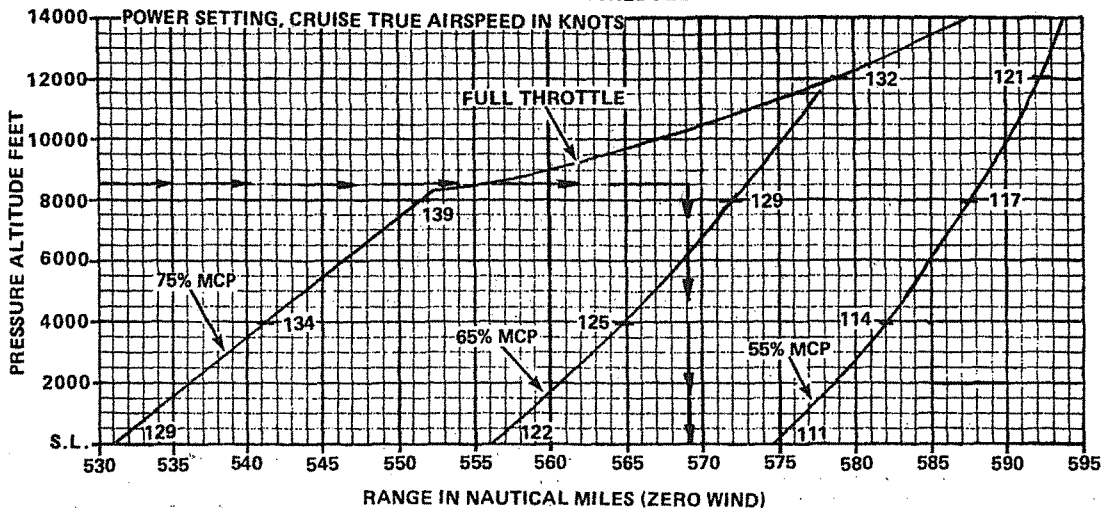 14000
POWER SETTING, CRUISE TRUE AIRSPEED IN KNOTS
12000
132
121
FULL THROTTLE
10000
8000
139
129
117
6000
75% MCP
4000
134
125
114
65% MCP
55% MCP
2000
S.L.
129
122
111
530 535 540 545 550 555 560 565 570 575 580 585 590 595
PRESSURE ALTITUDE FEET
RANGE IN NAUTICAL MILES (ZERO WIND)